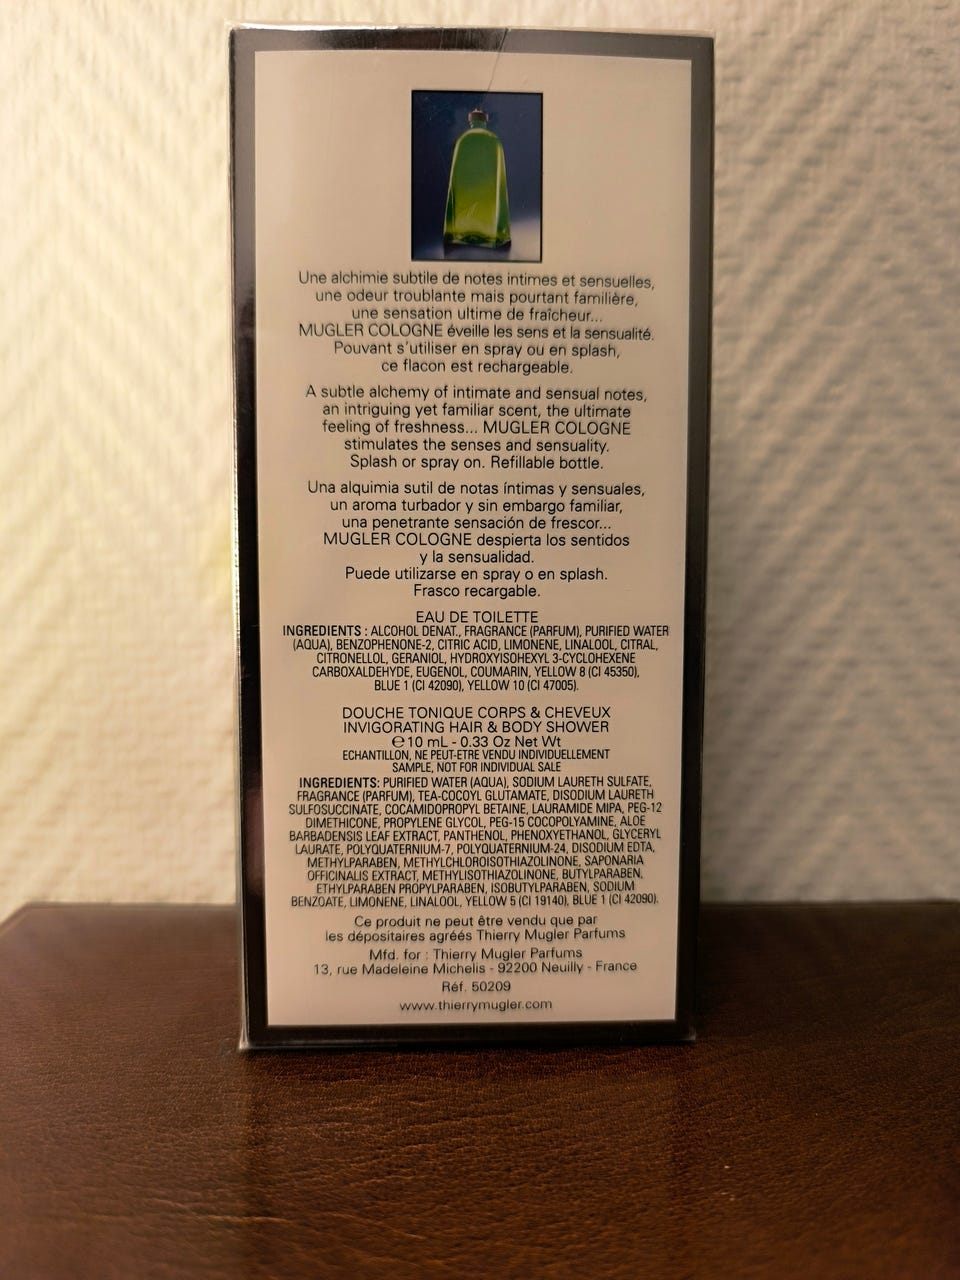 Une alchimie subtile de notes intimes et sensuelles,
une odeur troublante mais pourtant familière,
une sensation ultime de fraîcheur...
MUGLER COLOGNE éveille les sens et la sensualité.
Pouvant s'utiliser en spray ou en splash,
ce flacon est rechargeable.
A subtle alchemy of intimate and sensual notes,
an intriguing yet familiar scent, the ultimate
feeling of freshness... MUGLER COLOGNE
stimulates the senses and sensuality.
Splash or spray on. Refillable bottle.
Una alquimia sutil de notas íntimas y sensuales,
un aroma turbador y sin embargo familiar,
una penetrante sensación de frescor...
MUGLER COLOGNE despierta los sentidos
y la sensualidad.
Puede utilizarse en spray o en splash.
Frasco recargable.
EAU DE TOILETTE
INGREDIENTS : ALCOHOL DENAT., FRAGRANCE (PARFUM), PURIFIED WATER
(AQUA), BENZOPHENONE-2, CITRIC ACID, LIMONENE, LINALOOL, CITRAL,
CITRONELLOL, GERANIOL, HYDROXYISOHEXYL 3-CYCLOHEXENE
CARBOXALDEHYDE, EUGENOL, COUMARIN, YELLOW 8 (CI 45350),
BLUE 1 (CI 42090), YELLOW 10 (CI 47005).
DOUCHE TONIQUE CORPS & CHEVEUX
INVIGORATING HAIR & BODY SHOWER
℮ 10 mL - 0.33 Oz Net Wt
ECHANTILLON, NE PEUT-ETRE VENDU INDIVIDUELLEMENT
SAMPLE, NOT FOR INDIVIDUAL SALE
INGREDIENTS: PURIFIED WATER (AQUA), SODIUM LAURETH SULFATE,
FRAGRANCE (PARFUM), TEA-COCOYL GLUTAMATE, DISODIUM LAURETH
SULFOSUCCINATE, COCAMIDOPROPYL BETAINE, LAURAMIDE MIPA, PEG-12
DIMETHICONE, PROPYLENE GLYCOL, PEG-15 COCOPOLYAMINE, ALOE
BARBADENSIS LEAF EXTRACT, PANTHENOL, PHENOXYETHANOL, GLYCERYL
LAURATE, POLYQUATERNIUM-7, POLYQUATERNIUM-24, DISODIUM EDTA,
METHYLPARABEN, METHYLCHLOROISOTHIAZOLINONE, SAPONARIA
OFFICINALIS EXTRACT, METHYLISOTHIAZOLINONE, BUTYLPARABEN,
ETHYLPARABEN PROPYLPARABEN, ISOBUTYLPARABEN, SODIUM
BENZOATE, LIMONENE, LINALOOL, YELLOW 5 (CI 19140), BLUE 1 (CI 42090).
Ce produit ne peut être vendu que par
les dépositaires agréés Thierry Mugler Parfums
Mfd. for : Thierry Mugler Parfums
13, rue Madeleine Michelis - 92200 Neuilly - France
Réf. 50209
www.thierrymugler.com